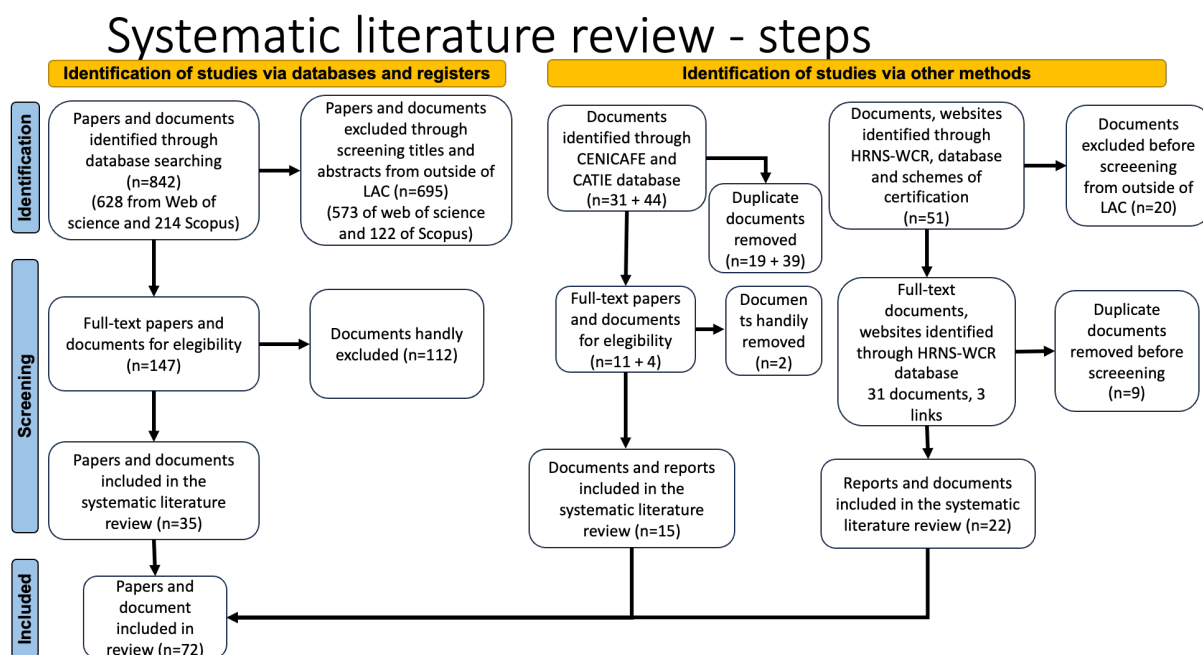 Systematic literature review - steps
Identification of studies via databases and registers
Identification of studies via other methods
Identification
Papers and documents
identified through
database searching
(n=842)
(628 from Web of
science and 214 Scopus)
Papers and documents
excluded through
screening titles and
abstracts from outside of
LAC (n=695)
(573 of web of science
and 122 of Scopus)
Documents
identified through
CENICAFE and
CATIE database
(n=31 + 44)
Duplicate
documents
removed
(n=19 + 39)
Documents, websites
identified through
HRNS-WCR, database
and schemes of
certification
(n=51)
Documents
excluded before
screeening
from outside of
LAC (n=20)
Screening
Full-text papers and
documents for elegibility
(n=147)
Documents handly
excluded (n=112)
Full-text papers
and documents
for elegibility
(n=11 + 4)
Documen
ts handily
removed
(n=2)
Full-text
documents,
websites identified
through HRNS-WCR
database
31 documents, 3
links
Duplicate
documents
removed before
screeening
(n=9)
Papers and documents
included in the
systematic literature
review (n=35)
Documents and reports
included in the
systematic literature
review (n=15)
Reports and documents
included in the systematic
literature review (n=22)
Included
Papers and
document
included in
review (n=72)